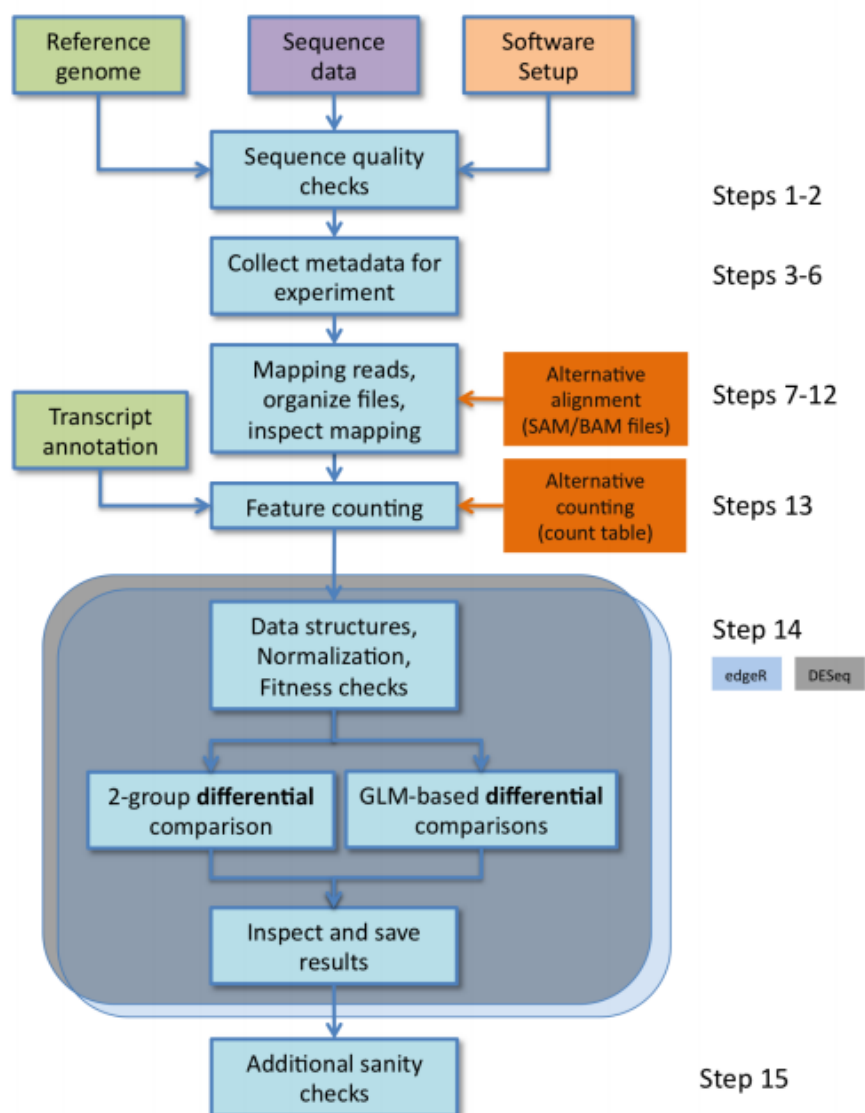 Reference
genome
Sequence
data
Software
Setup
Sequence quality
checks
Steps 1-2
Collect metadata for
experiment
Steps 3-6
Mapping reads,
organize files,
inspect mapping
Alternative
alignment
(SAM/BAM files)
Steps 7-12
Transcript
annotation
Feature counting
Alternative
counting
(count table)
Steps 13
Data structures,
Normalization,
Fitness checks
Step 14
edgeR
DESeq
2-group differential
comparison
GLM-based differential
comparisons
Inspect and save
results
Additional sanity
checks
Step 15